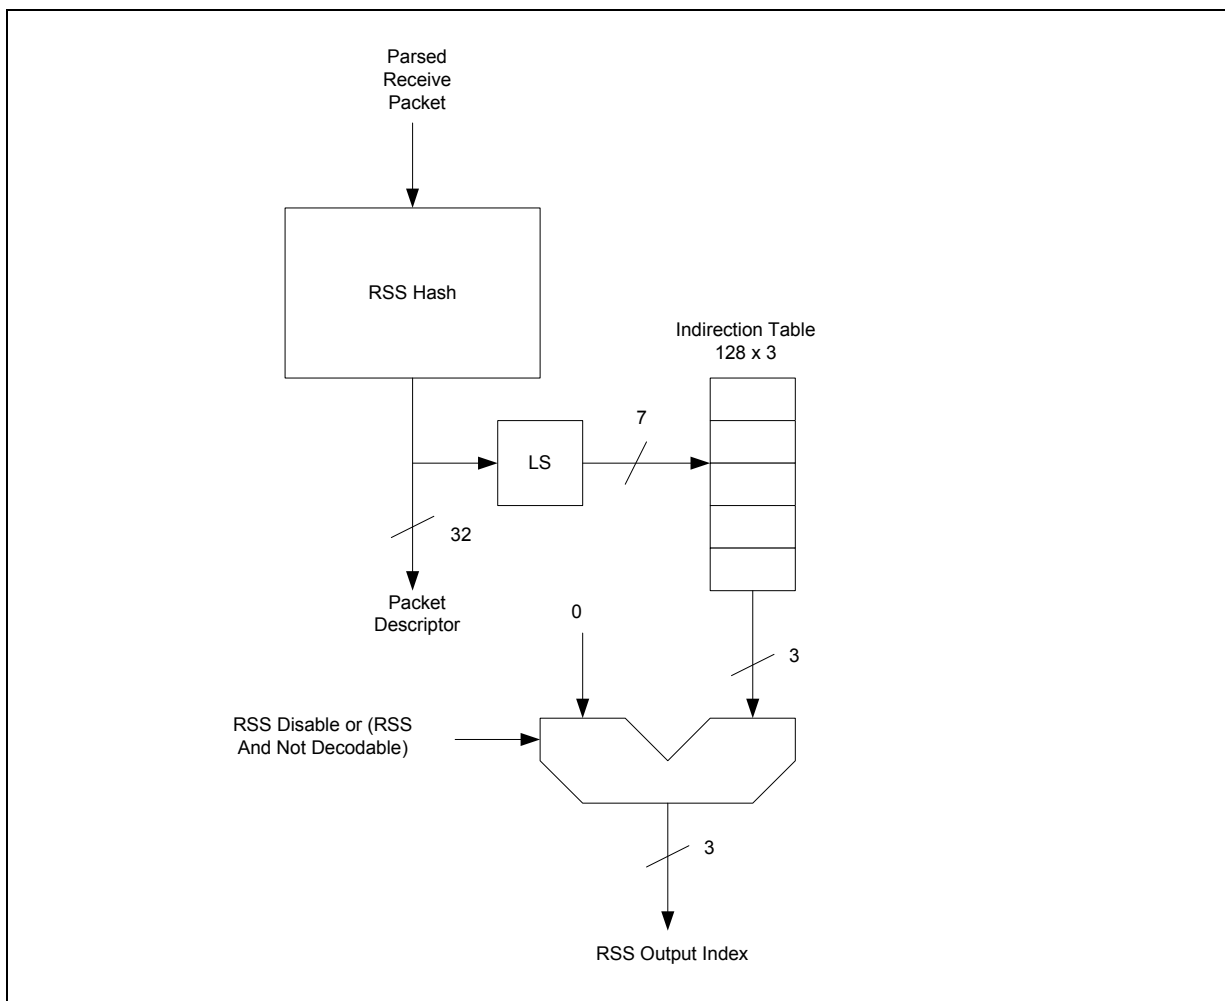 Parsed
Receive
Packet
RSS Hash
Indirection Table
128 x 3
7
LS
32
Packet
Descriptor
0
3
RSS Disable or (RSS
And Not Decodable)
3
RSS Output Index